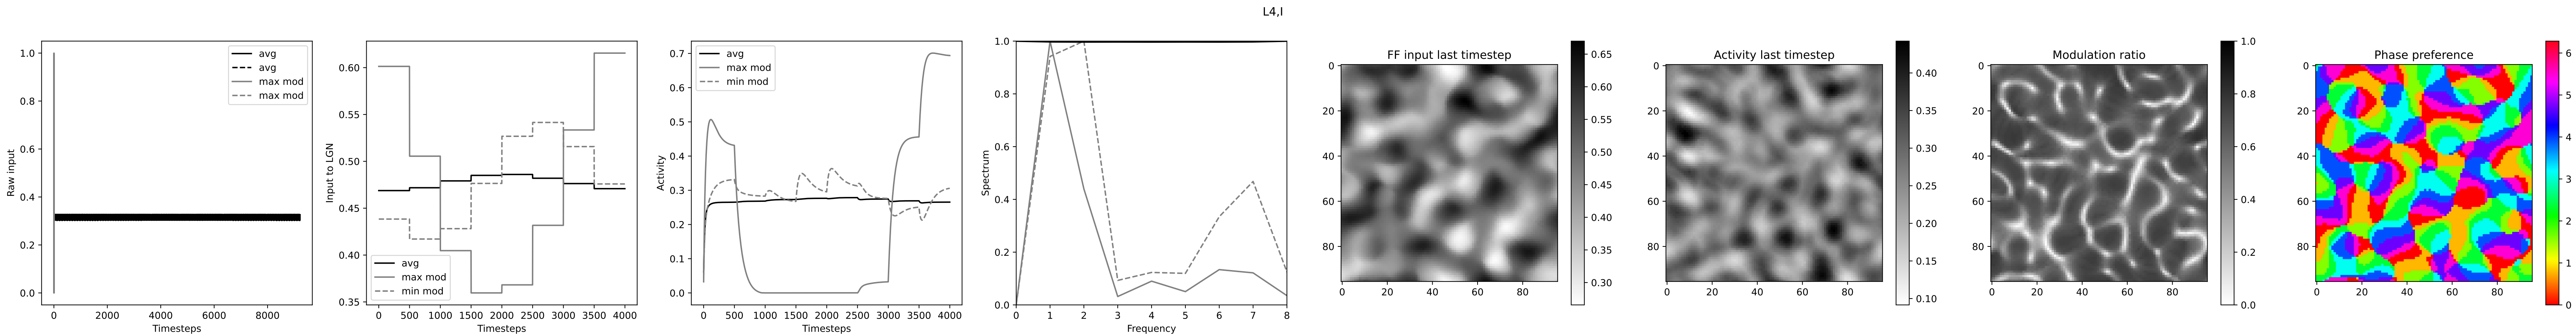 L4,I
Raw input
1.0
0.8
0.6
0.4
0.2
0.0
avg
avg
max mod
max mod
0 2000 4000 6000 8000
Timesteps
Input to LGN
0.60
0.55
0.50
0.45
0.40
0.35
avg
max mod
min mod
0 500 1000 1500 2000 2500 3000 3500 4000
Timesteps
Activity
0.7
0.6
0.5
0.4
0.3
0.2
0.1
0.0
avg
max mod
min mod
0 500 1000 1500 2000 2500 3000 3500 4000
Timesteps
Spectrum
1.0
0.8
0.6
0.4
0.2
0.0
0 1 2 3 4 5 6 7 8
Frequency
FF input last timestep
0
20
40
60
80
0 20 40 60 80
0.65
0.60
0.55
0.50
0.45
0.40
0.35
0.30
Activity last timestep
0
20
40
60
80
0 20 40 60 80
0.40
0.35
0.30
0.25
0.20
0.15
0.10
Modulation ratio
0
20
40
60
80
0 20 40 60 80
1.0
0.8
0.6
0.4
0.2
0.0
Phase preference
0
20
40
60
80
0 20 40 60 80
6
5
4
3
2
1
0